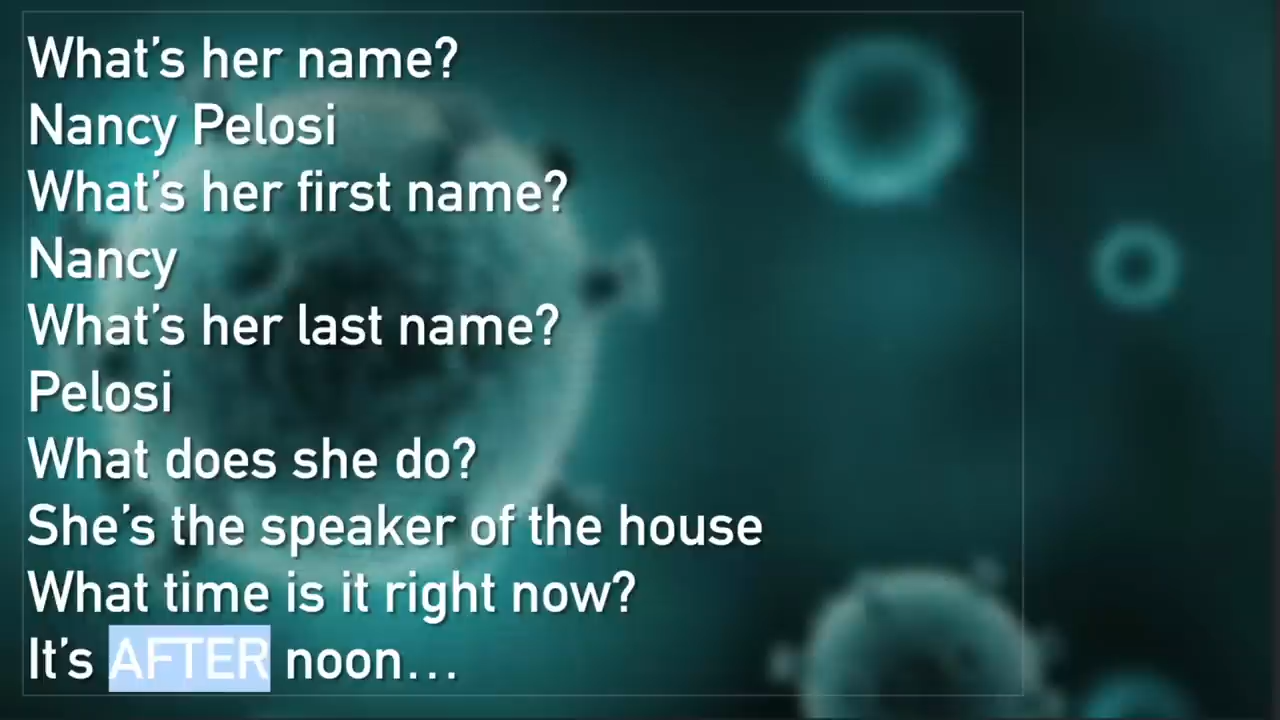 What’s her name?
Nancy Pelosi
What’s her first name?
Nancy
What’s her last name?
Pelosi
What does she do?
She’s the speaker of the house
What time is it right now?
It’s AFTER noon…